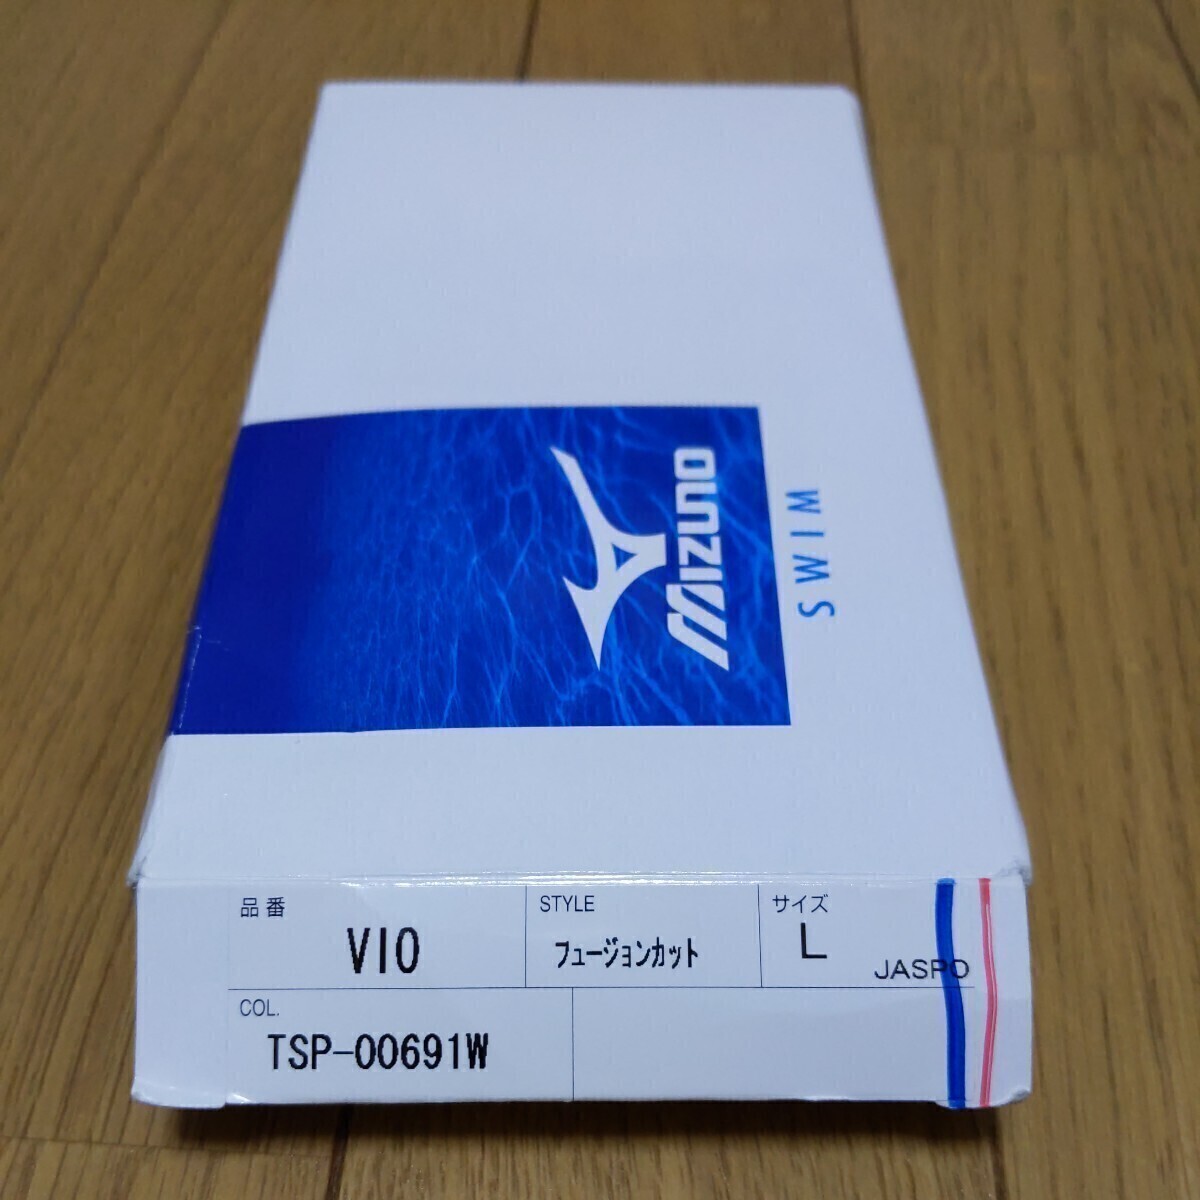 MIZUNO
SWIM
品番
VIO
STYLE
フュージョンカット
サイズ
L
JASPO
COL.
TSP-00691W